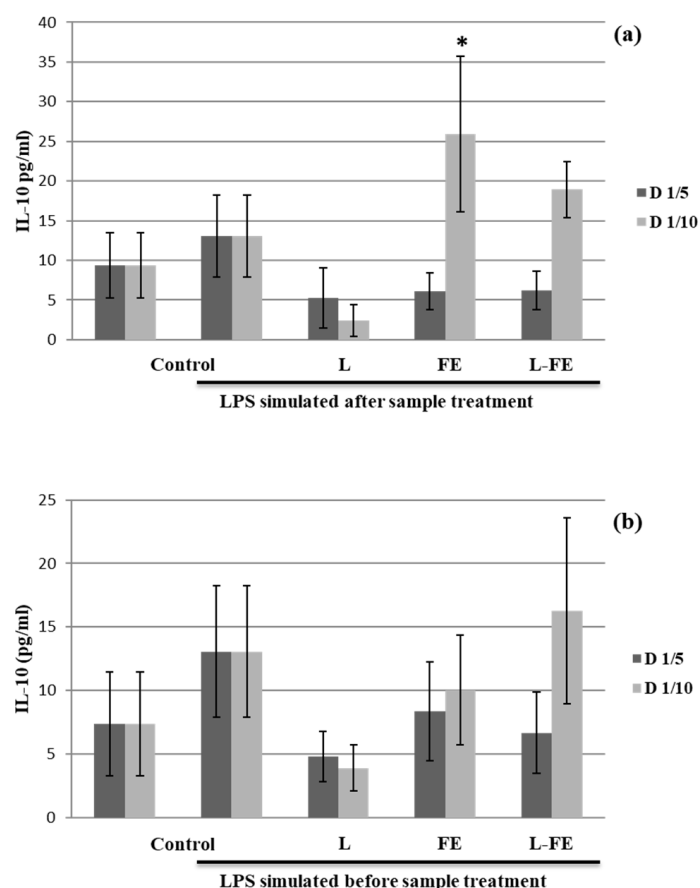 (a)
IL-10 pg/ml)
40
35
30
25
20
15
10
5
0
*
D 1/5
D 1/10
Control L FE L-FE
LPS simulated after sample treatment
(b)
IL-10 (pg/ml)
25
20
15
10
5
0
D 1/5
D 1/10
Control L FE L-FE
LPS simulated before sample treatment